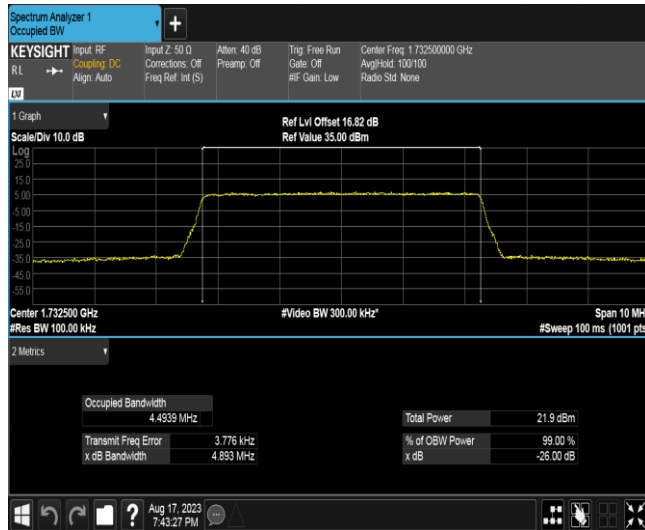 Spectrum Analyzer 1
Occupied BW
+
KEYSIGHT Input: RF Input Z: 50 Ω Atten: 40 dB Trig: Free Run Center Freq: 1.732500000 GHz
RL Coupling: DC Corrections: Off Preamp: Off Gate: Off Avg|Hold: 100/100
Align: Auto Freq Ref: Int (S) #IF Gain: Low Radio Std: None
LXI
1 Graph
Ref Lvl Offset 16.82 dB
Scale/Div 10.0 dB Ref Value 35.00 dBm
Log
25.0
15.0
5.00
-5.00
-15.0
-25.0
-35.0
-45.0
-55.0
Center 1.732500 GHz #Video BW 300.00 kHz* Span 10 MH
#Res BW 100.00 kHz #Sweep 100 ms (1001 pts
2 Metrics
Occupied Bandwidth
4.4939 MHz Total Power 21.9 dBm
Transmit Freq Error 3.776 kHz % of OBW Power 99.00 %
x dB Bandwidth 4.893 MHz x dB -26.00 dB
? Aug 17, 2023
7:43:27 PM